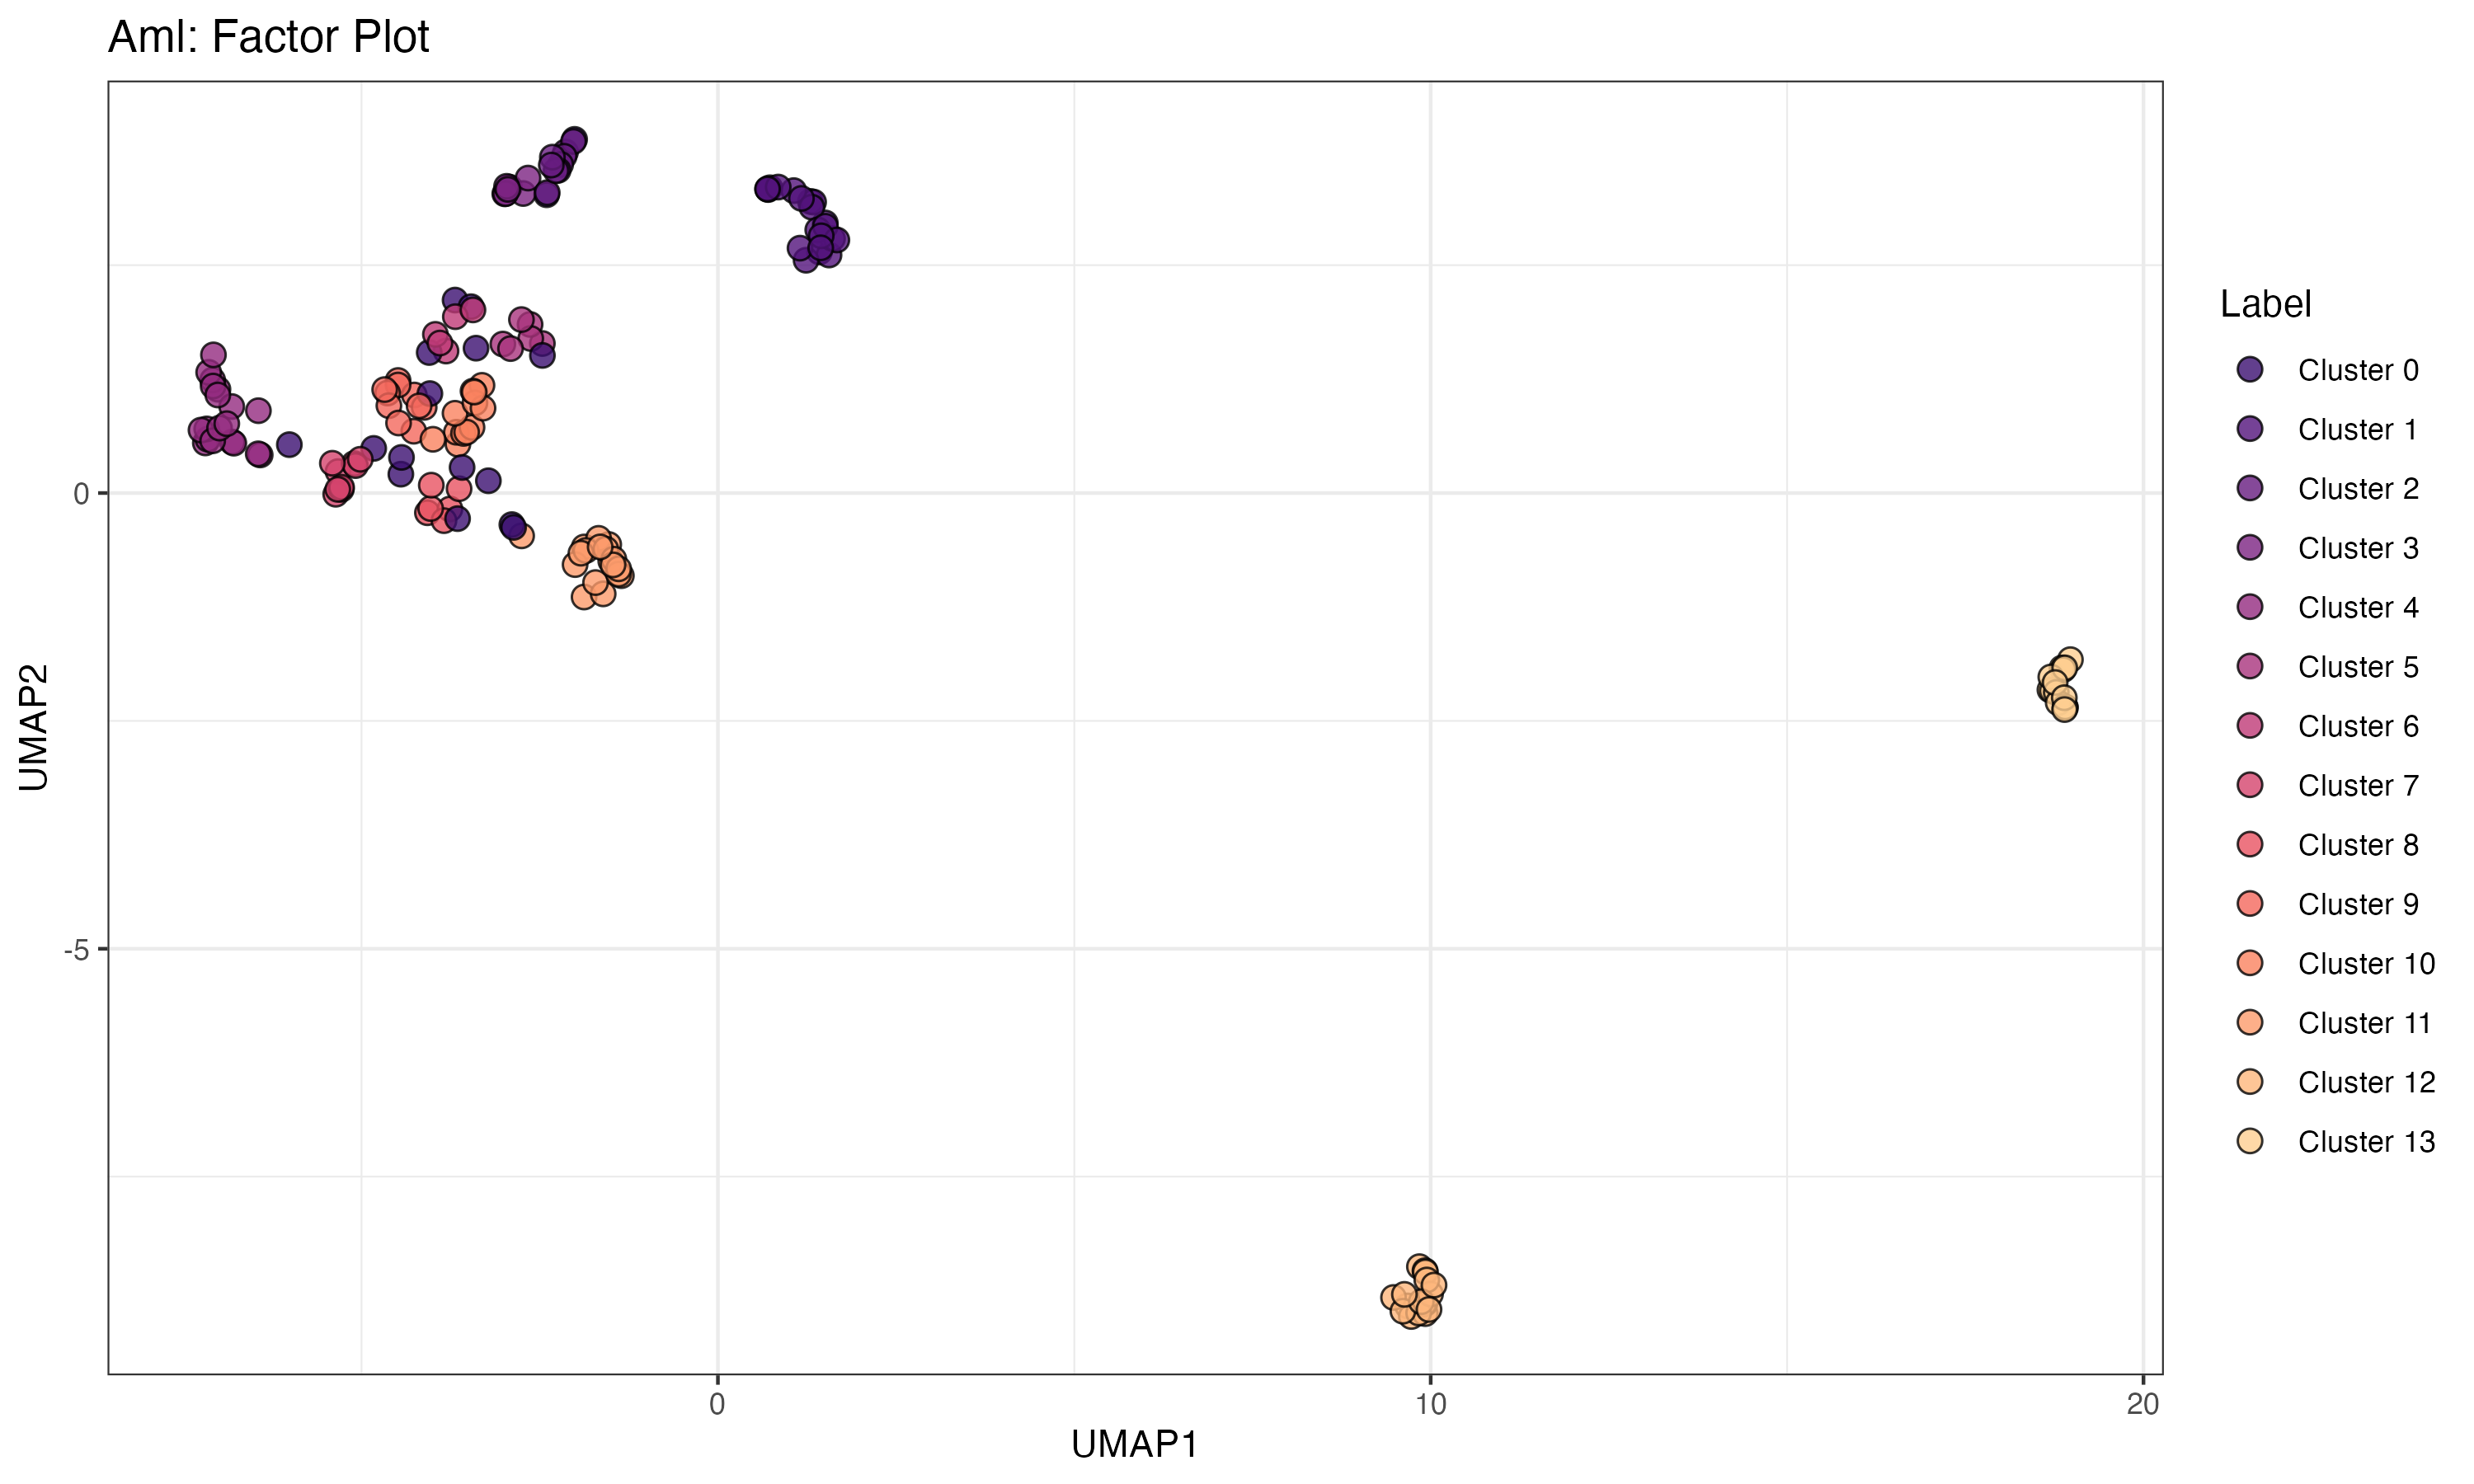 Aml: Factor Plot
UMAP2
0
-5
0
10
20
UMAP1
Label
Cluster 0
Cluster 1
Cluster 2
Cluster 3
Cluster 4
Cluster 5
Cluster 6
Cluster 7
Cluster 8
Cluster 9
Cluster 10
Cluster 11
Cluster 12
Cluster 13